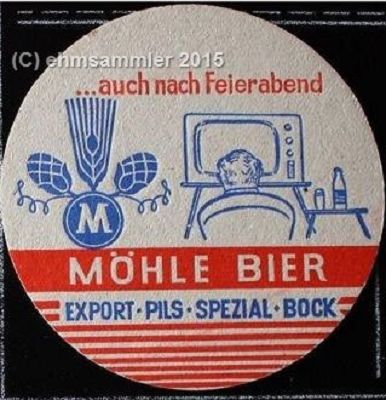 (C) ehmsammler 2015
...auch nach Feierabend
M
MÖHLE BIER
EXPORT · PILS · SPEZIAL · BOCK